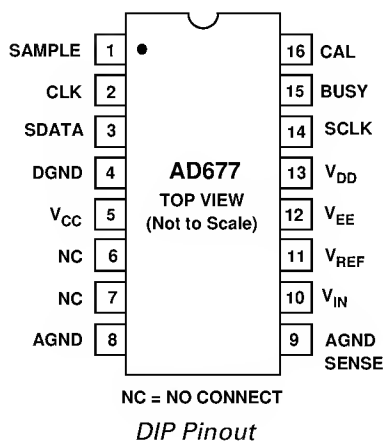 SAMPLE 1
CLK 2
SDATA 3
DGND 4
VCC 5
NC 6
NC 7
AGND 8
AD677
TOP VIEW
(Not to Scale)
16 CAL
15 BUSY
14 SCLK
13 VDD
12 VEE
11 VREF
10 VIN
9 AGND
SENSE
NC = NO CONNECT
DIP Pinout